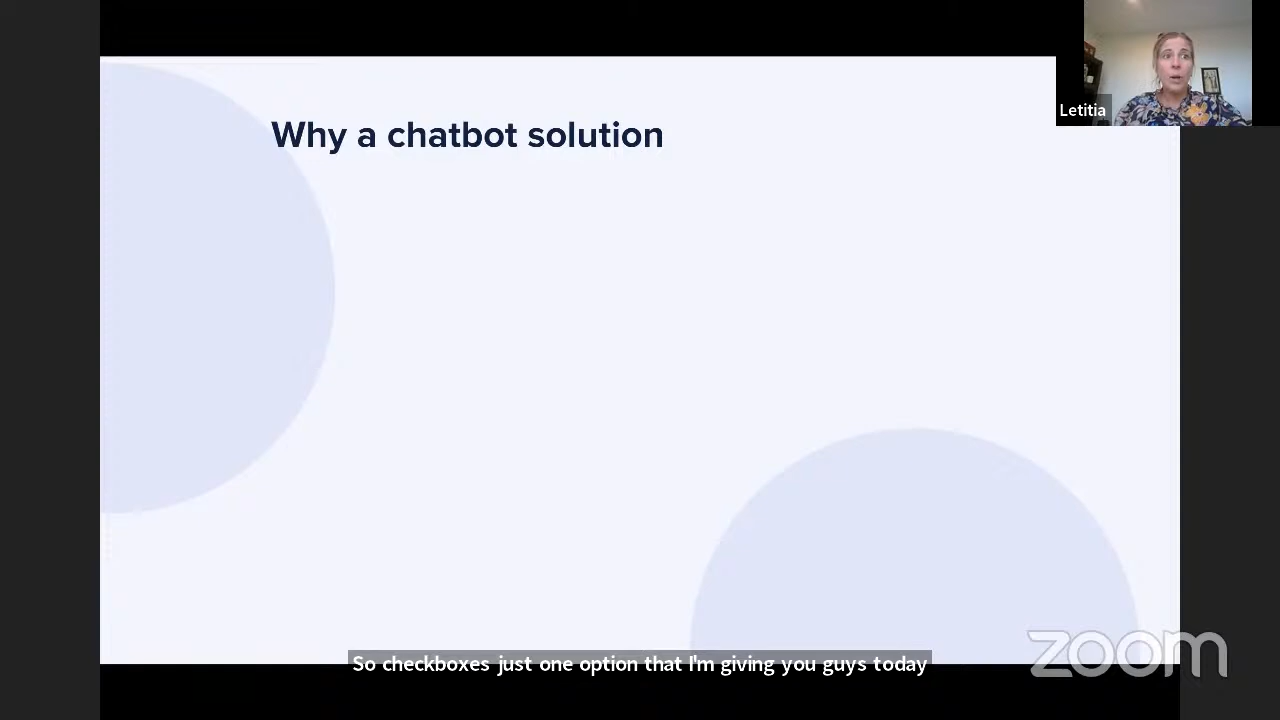 Letitia
Why a chatbot solution
So checkboxes just one option that I'm giving you guys today
zoom